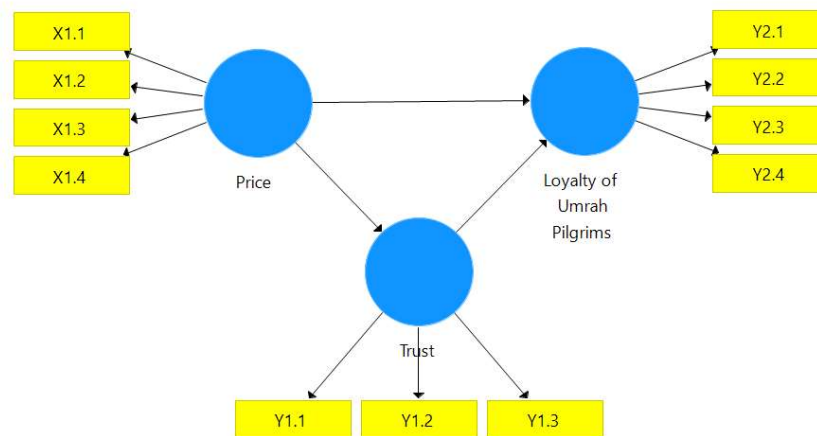 X1.1
X1.2
X1.3
X1.4
Price
Y2.1
Y2.2
Y2.3
Y2.4
Loyalty of
Umrah
Pilgrims
Trust
Y1.1
Y1.2
Y1.3